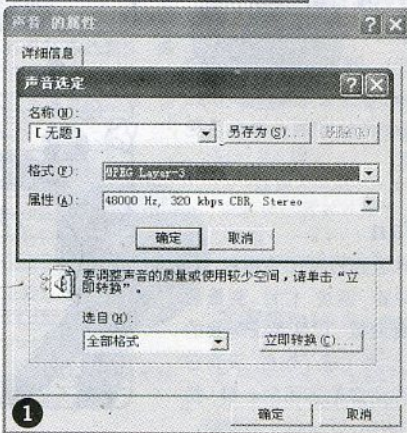 声音 的属性
详细信息
声音选定
名称(N):
[无题]
另存为(S)...
删除(R)
格式(F):
MPEG Layer-3
属性(A):
48000 Hz, 320 kbps CBR, Stereo
确定
取消
要调整声音的质量或使用较少空间，请单击“立
即转换”。
选自(H):
全部格式
立即转换(C)...
1
确定
取消